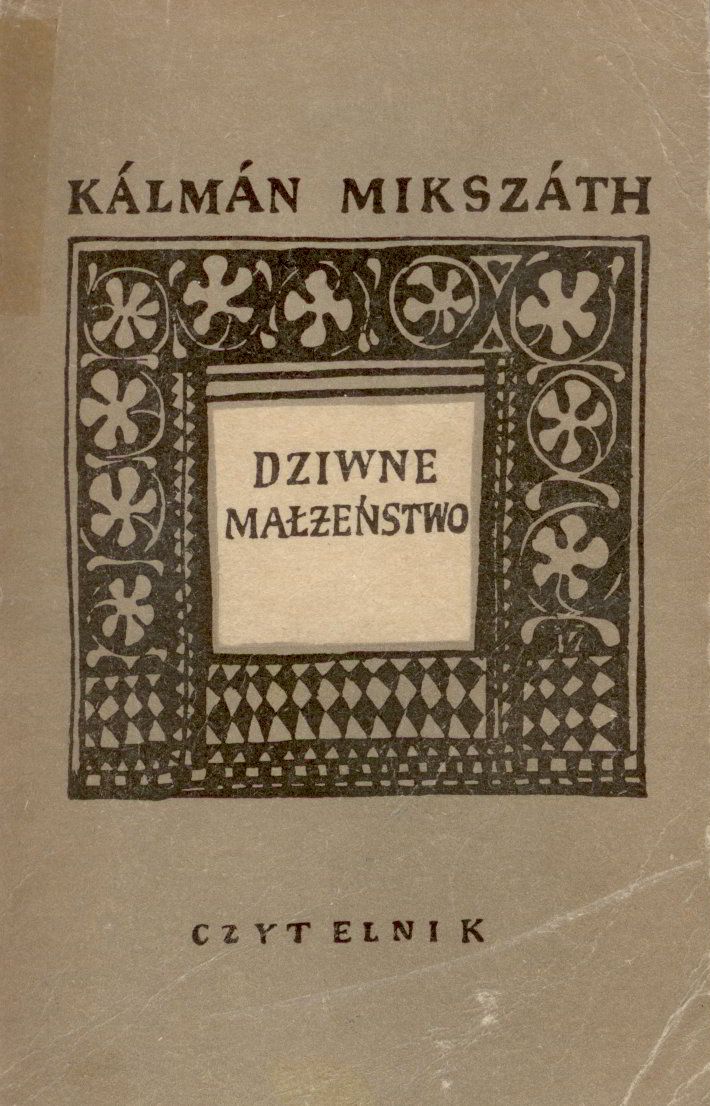 KÁLMÁN MIKSZÁTH
DZIWNE
MAŁŻEŃSTWO
CZYTELNIK